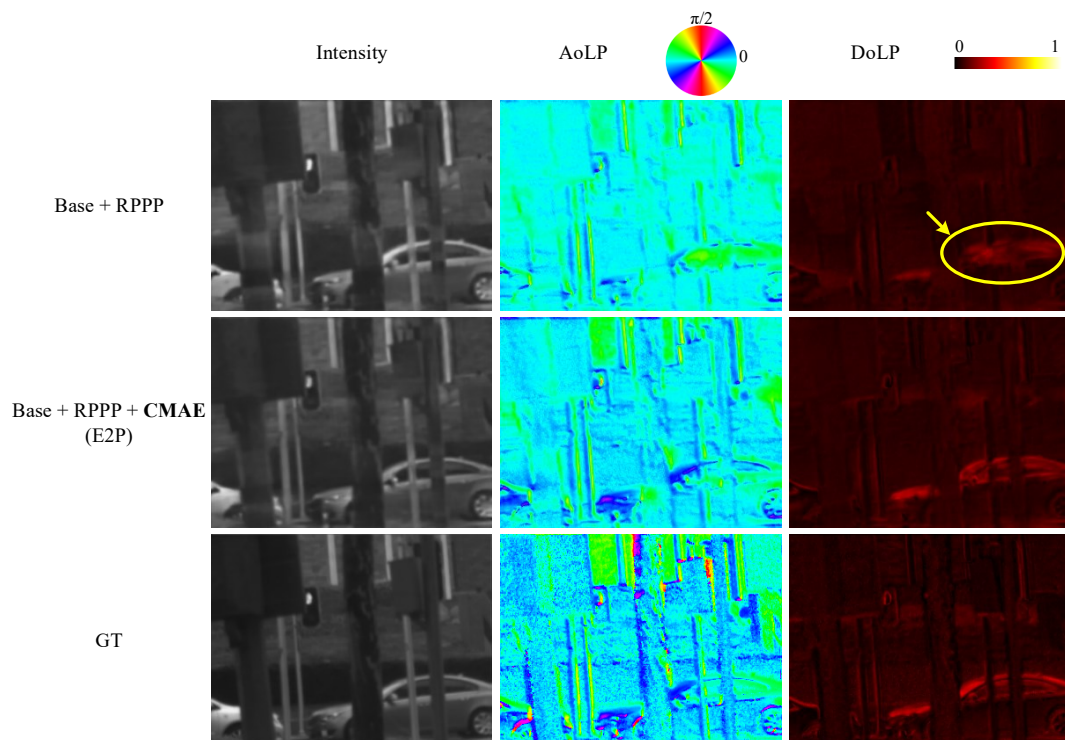 π/2
Intensity
AoLP
0
DoLP
0
1
Base + RPPP
Base + RPPP + CMAE
(E2P)
GT